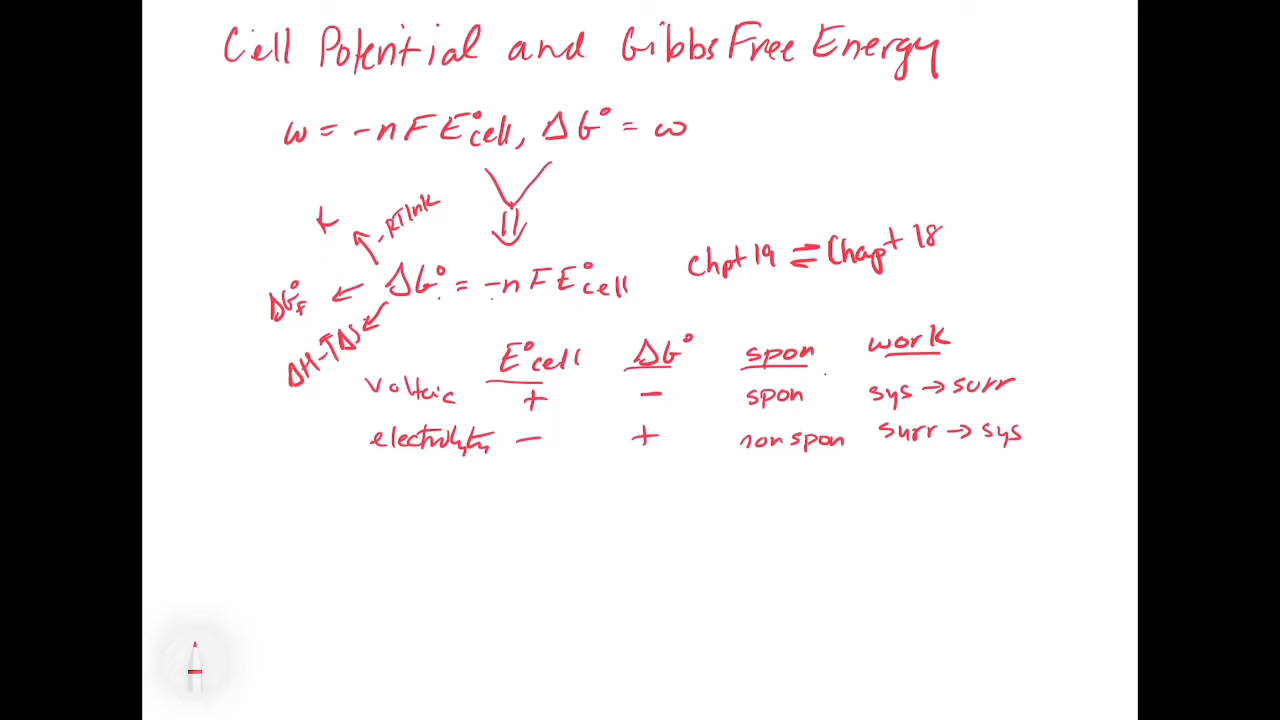 Cell Potential and Gibbs Free Energy
w = -nFE°cell, ΔG° = w
K
-RTlnK
Chpt 19 ⇌ Chapt 18
ΔG°f ← ΔG° = -nFE°cell
ΔH-TΔS
E°cell ΔG° spon work
voltaic + - spon sys → surr
electrolytic - + nonspon surr → sys